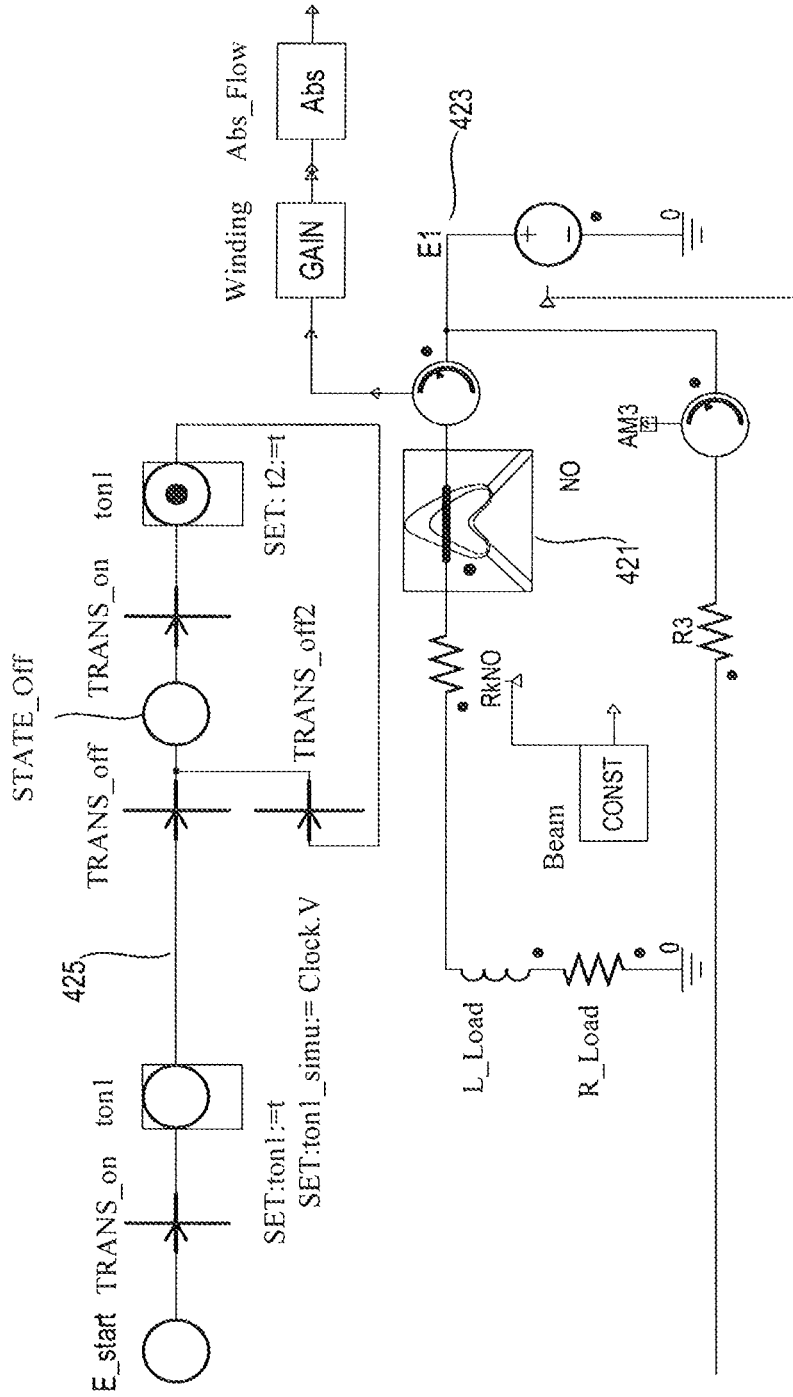 STATE_Off
E_start
TRANS_on
ton1
425
TRANS_off
TRANS_on
ton1
SET:ton1:=t
SET:ton1_simu:= Clock.V
TRANS_off2
SET: t2:=t
Winding
Abs_Flow
GAIN
Abs
423
E1
+
−
0
NO
421
RkNO
Beam
CONST
L_Load
R_Load
0
AM3
R3